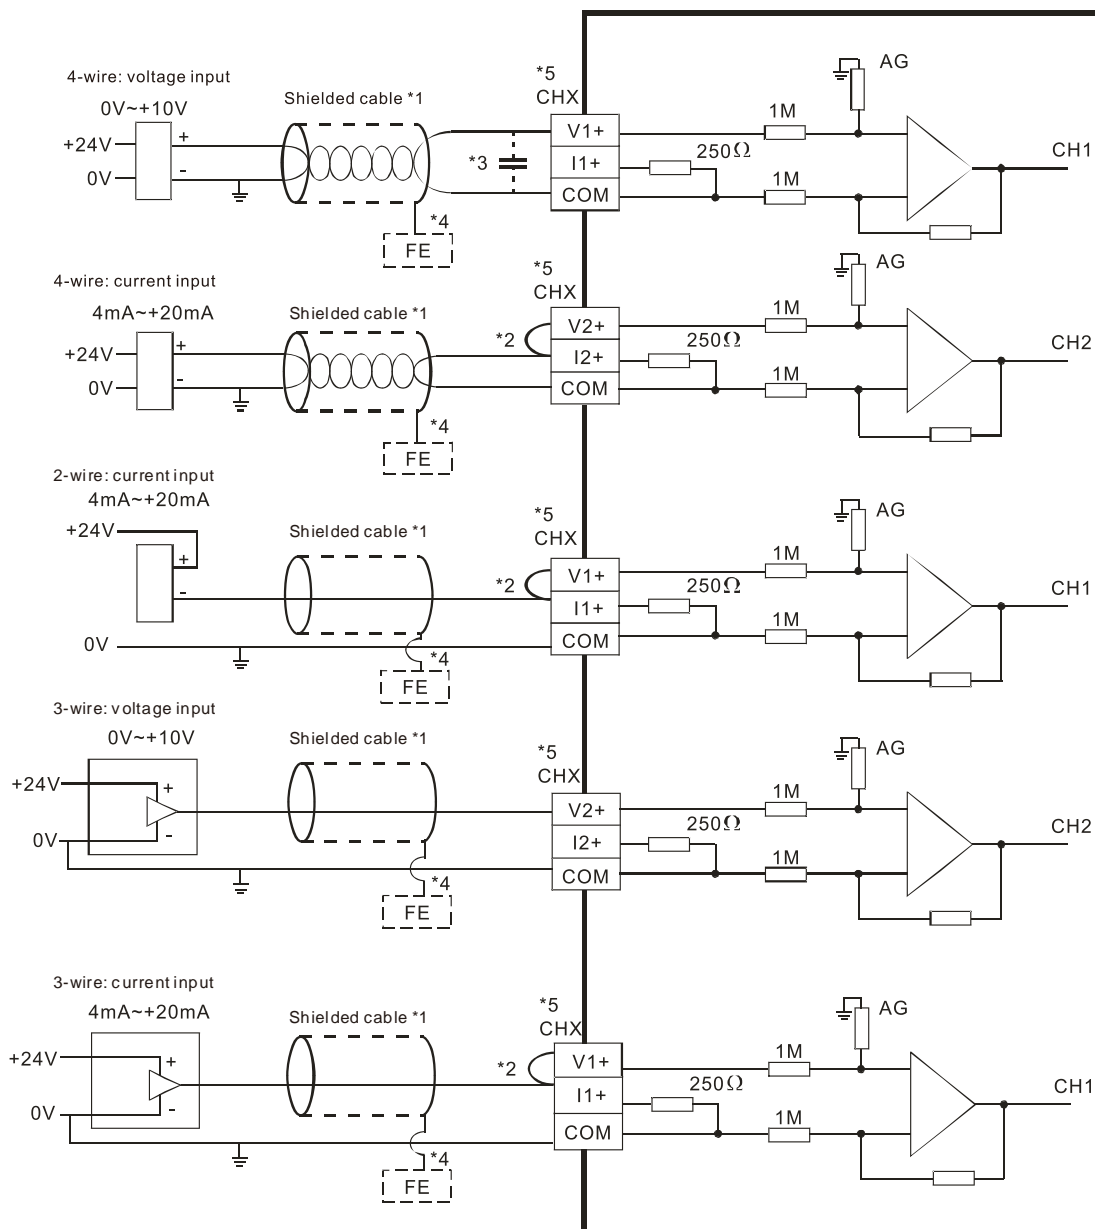 4-wire: voltage input
0V~+10V
+24V
0V
+
-
Shielded cable *1
*4
FE
*3
*5
CHX
V1+
I1+
COM
250Ω
1M
1M
AG
CH1
4-wire: current input
4mA~+20mA
+24V
0V
+
-
Shielded cable *1
*4
FE
*2
*5
CHX
V2+
I2+
COM
250Ω
1M
1M
AG
CH2
2-wire: current input
4mA~+20mA
+24V
+
-
0V
Shielded cable *1
*4
FE
*2
*5
CHX
V1+
I1+
COM
250Ω
1M
1M
AG
CH1
3-wire: voltage input
0V~+10V
+24V
0V
+
-
Shielded cable *1
*4
FE
*5
CHX
V2+
I2+
COM
250Ω
1M
1M
AG
CH2
3-wire: current input
4mA~+20mA
+24V
0V
+
-
Shielded cable *1
*4
FE
*2
*5
CHX
V1+
I1+
COM
250Ω
1M
1M
AG
CH1